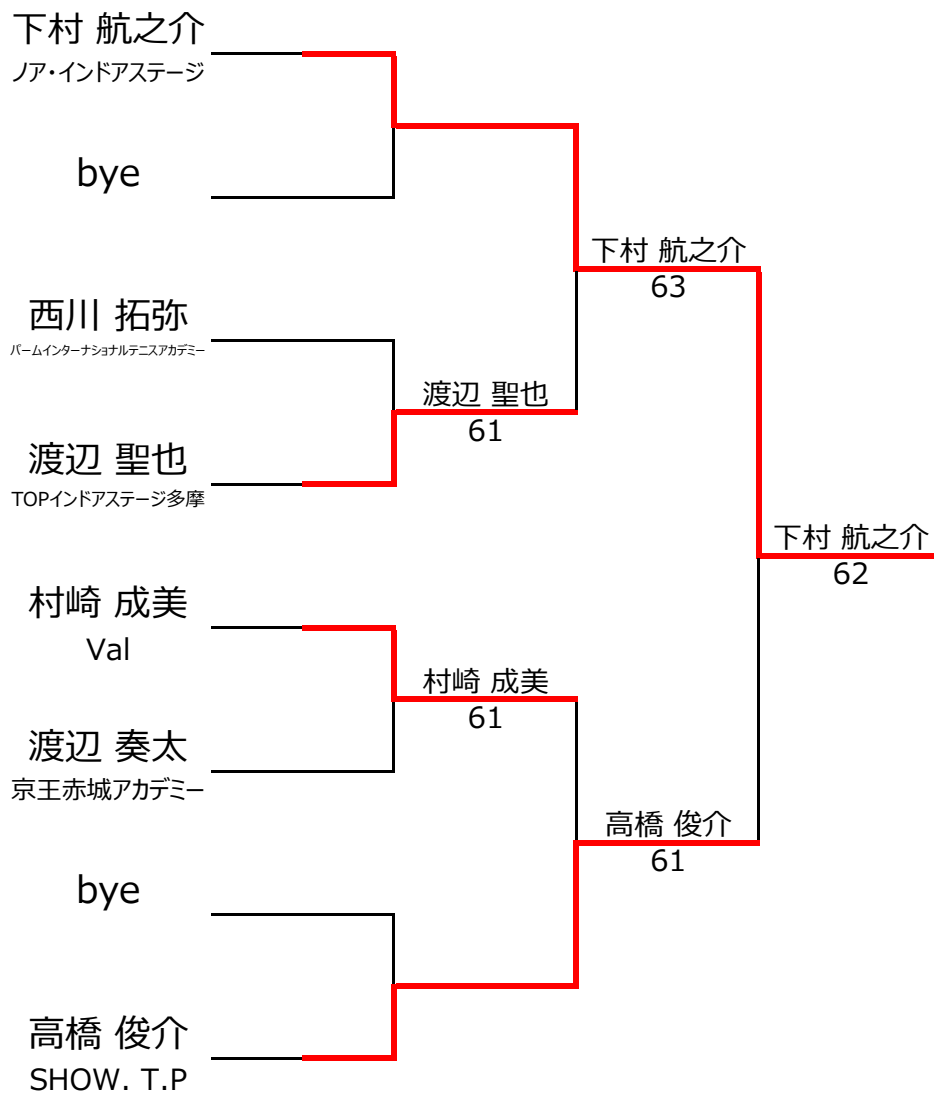 下村 航之介
ノア・インドアステージ
bye
西川 拓弥
パームインターナショナルテニスアカデミー
渡辺 聖也
TOPインドアステージ多摩
村崎 成美
Val
渡辺 奏太
京王赤城アカデミー
bye
高橋 俊介
SHOW. T.P
渡辺 聖也
61
村崎 成美
61
下村 航之介
63
高橋 俊介
61
下村 航之介
62